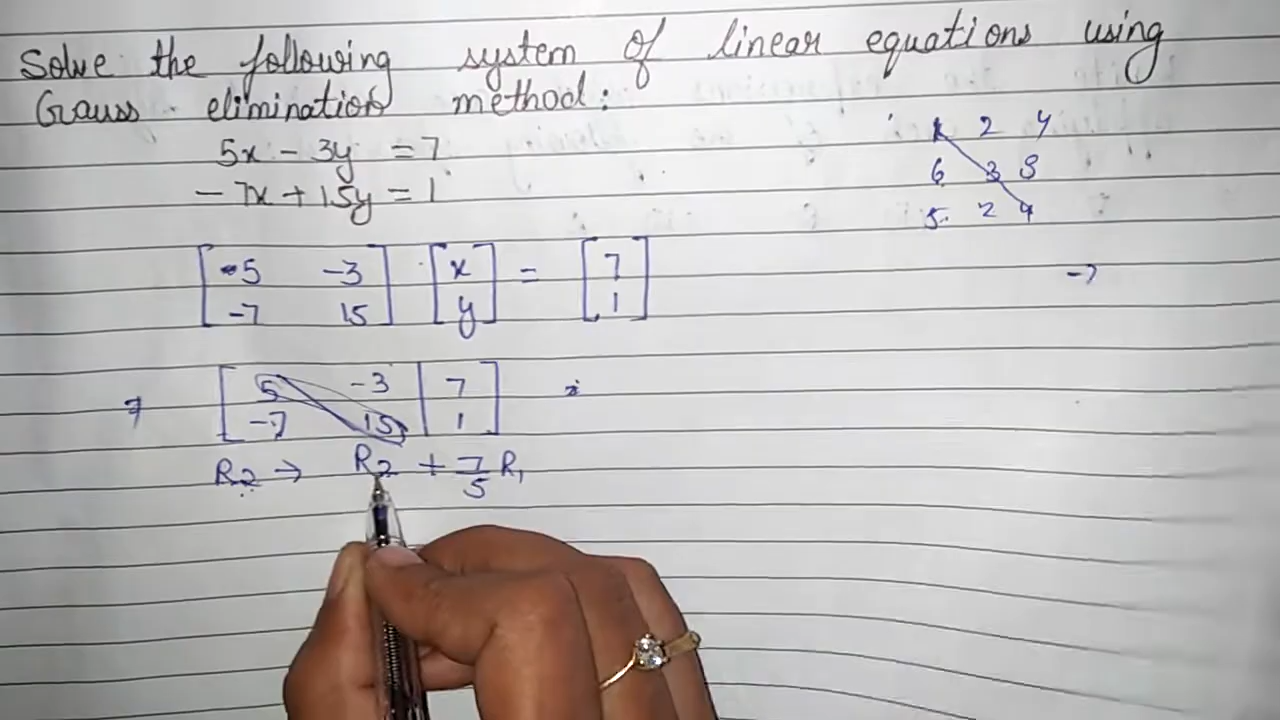 Solve the following system of linear equations using
Gauss elimination method:
5x - 3y = 7
- 7x + 15y = 1
1 2 4
6 3 8
5 2 4
[5 -3] [x] = [7]
[-7 15] [y] [1]
-7
[5 -3 | 7]
[-7 15 | 1]
R2 → R2 + 7/5 R1